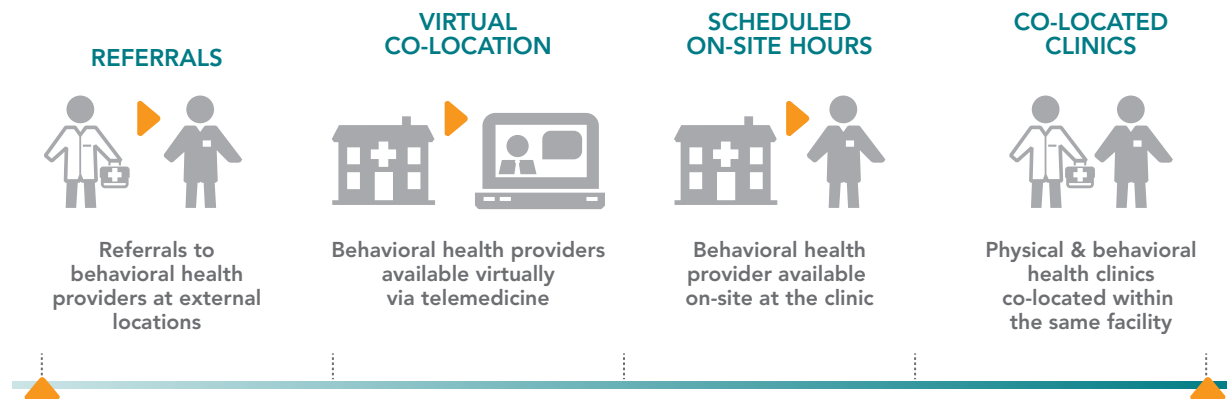 REFERRALS
Referrals to
behavioral health
providers at external
locations
VIRTUAL
CO-LOCATION
Behavioral health providers
available virtually
via telemedicine
SCHEDULED
ON-SITE HOURS
Behavioral health
provider available
on-site at the clinic
CO-LOCATED
CLINICS
Physical & behavioral
health clinics
co-located within
the same facility